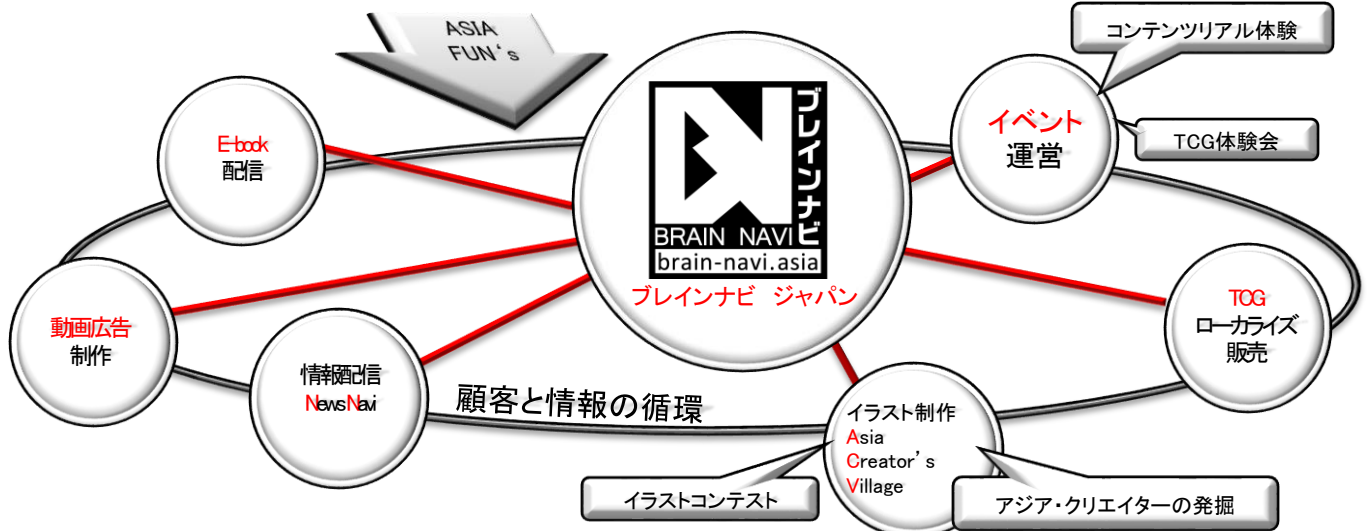 ASIA
FUN's
コンテンツリアル体験
イベント
運営
TCG体験会
E-book
配信
ブレインナビ
BRAIN NAVI
brain-navi.asia
ブレインナビ ジャパン
TCG
ローカライズ
販売
動画広告
制作
情報配信
News Navi
顧客と情報の循環
イラスト制作
Asia
Creator's
Village
イラストコンテスト
アジア・クリエイターの発掘